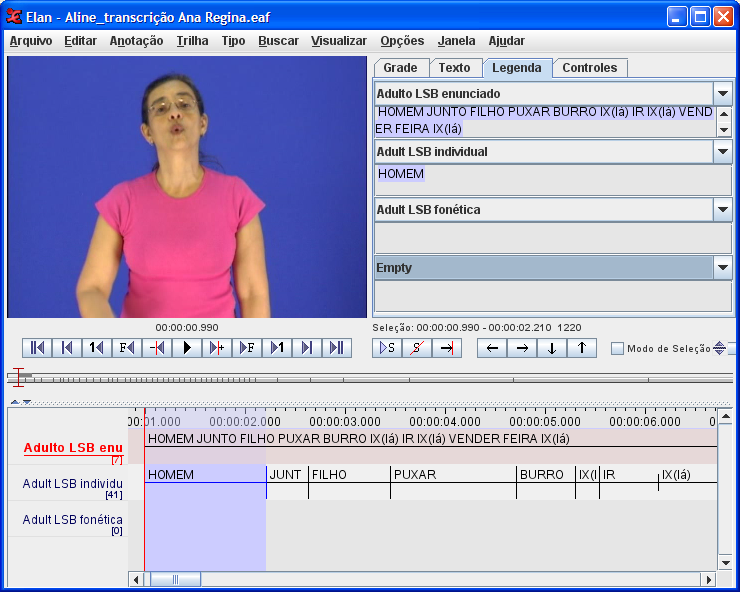 Elan - Aline_transcrição Ana Regina.eaf
Arquivo Editar Anotação Trilha Tipo Buscar Visualizar Opções Janela Ajudar
Grade Texto Legenda Controles
Adulto LSB enunciado
HOMEM JUNTO FILHO PUXAR BURRO IX(lá) IR IX(lá) VEND
ER FEIRA IX(lá)
Adult LSB individual
HOMEM
Adult LSB fonética
Empty
00:00:00.990
Seleção: 00:00:00.990 - 00:00:02.210 1220
1 F + F 1 S S Modo de Seleção
00:01.000 00:00:02.000 00:00:03.000 00:00:04.000 00:00:05.000 00:00:06.000 0
Adulto LSB enu
[7]
HOMEM JUNTO FILHO PUXAR BURRO IX(lá) IR IX(lá) VENDER FEIRA IX(lá)
Adult LSB individu
[41]
HOMEM JUNT FILHO PUXAR BURRO IX(l IR IX(lá)
Adult LSB fonética
[0]